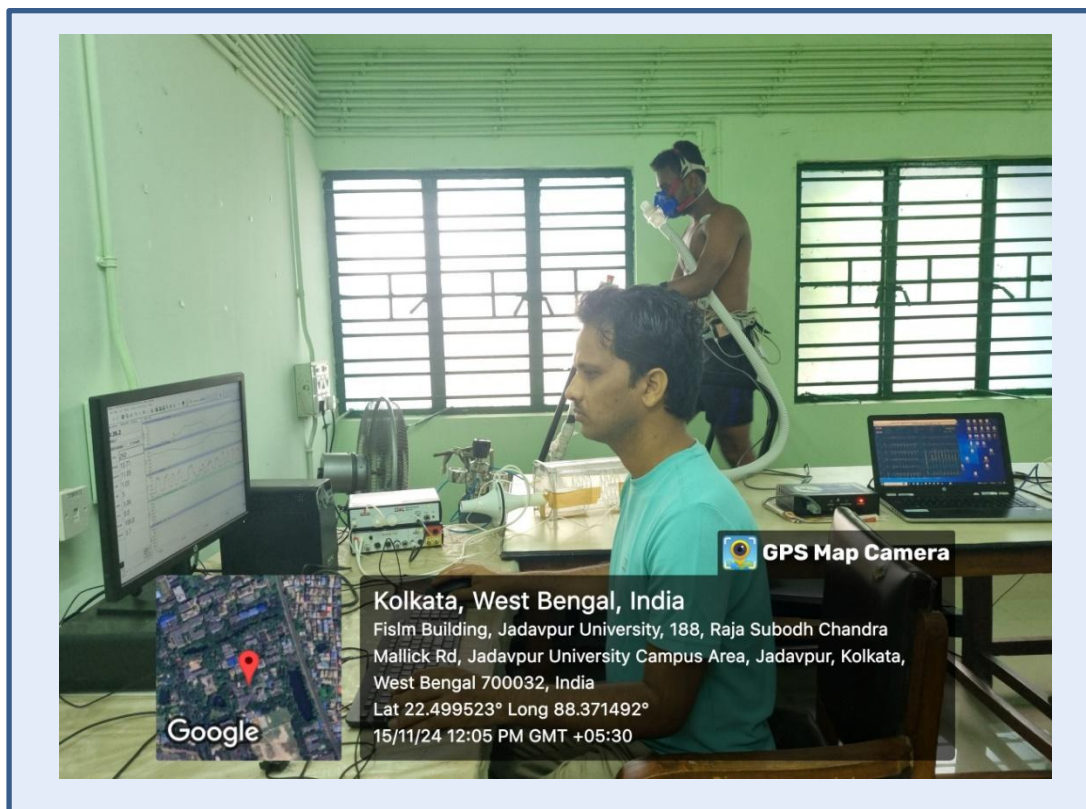 GPS Map Camera
Kolkata, West Bengal, India
Fislm Building, Jadavpur University, 188, Raja Subodh Chandra
Mallick Rd, Jadavpur University Campus Area, Jadavpur, Kolkata,
West Bengal 700032, India
Lat 22.499523° Long 88.371492°
15/11/24 12:05 PM GMT +05:30
Google